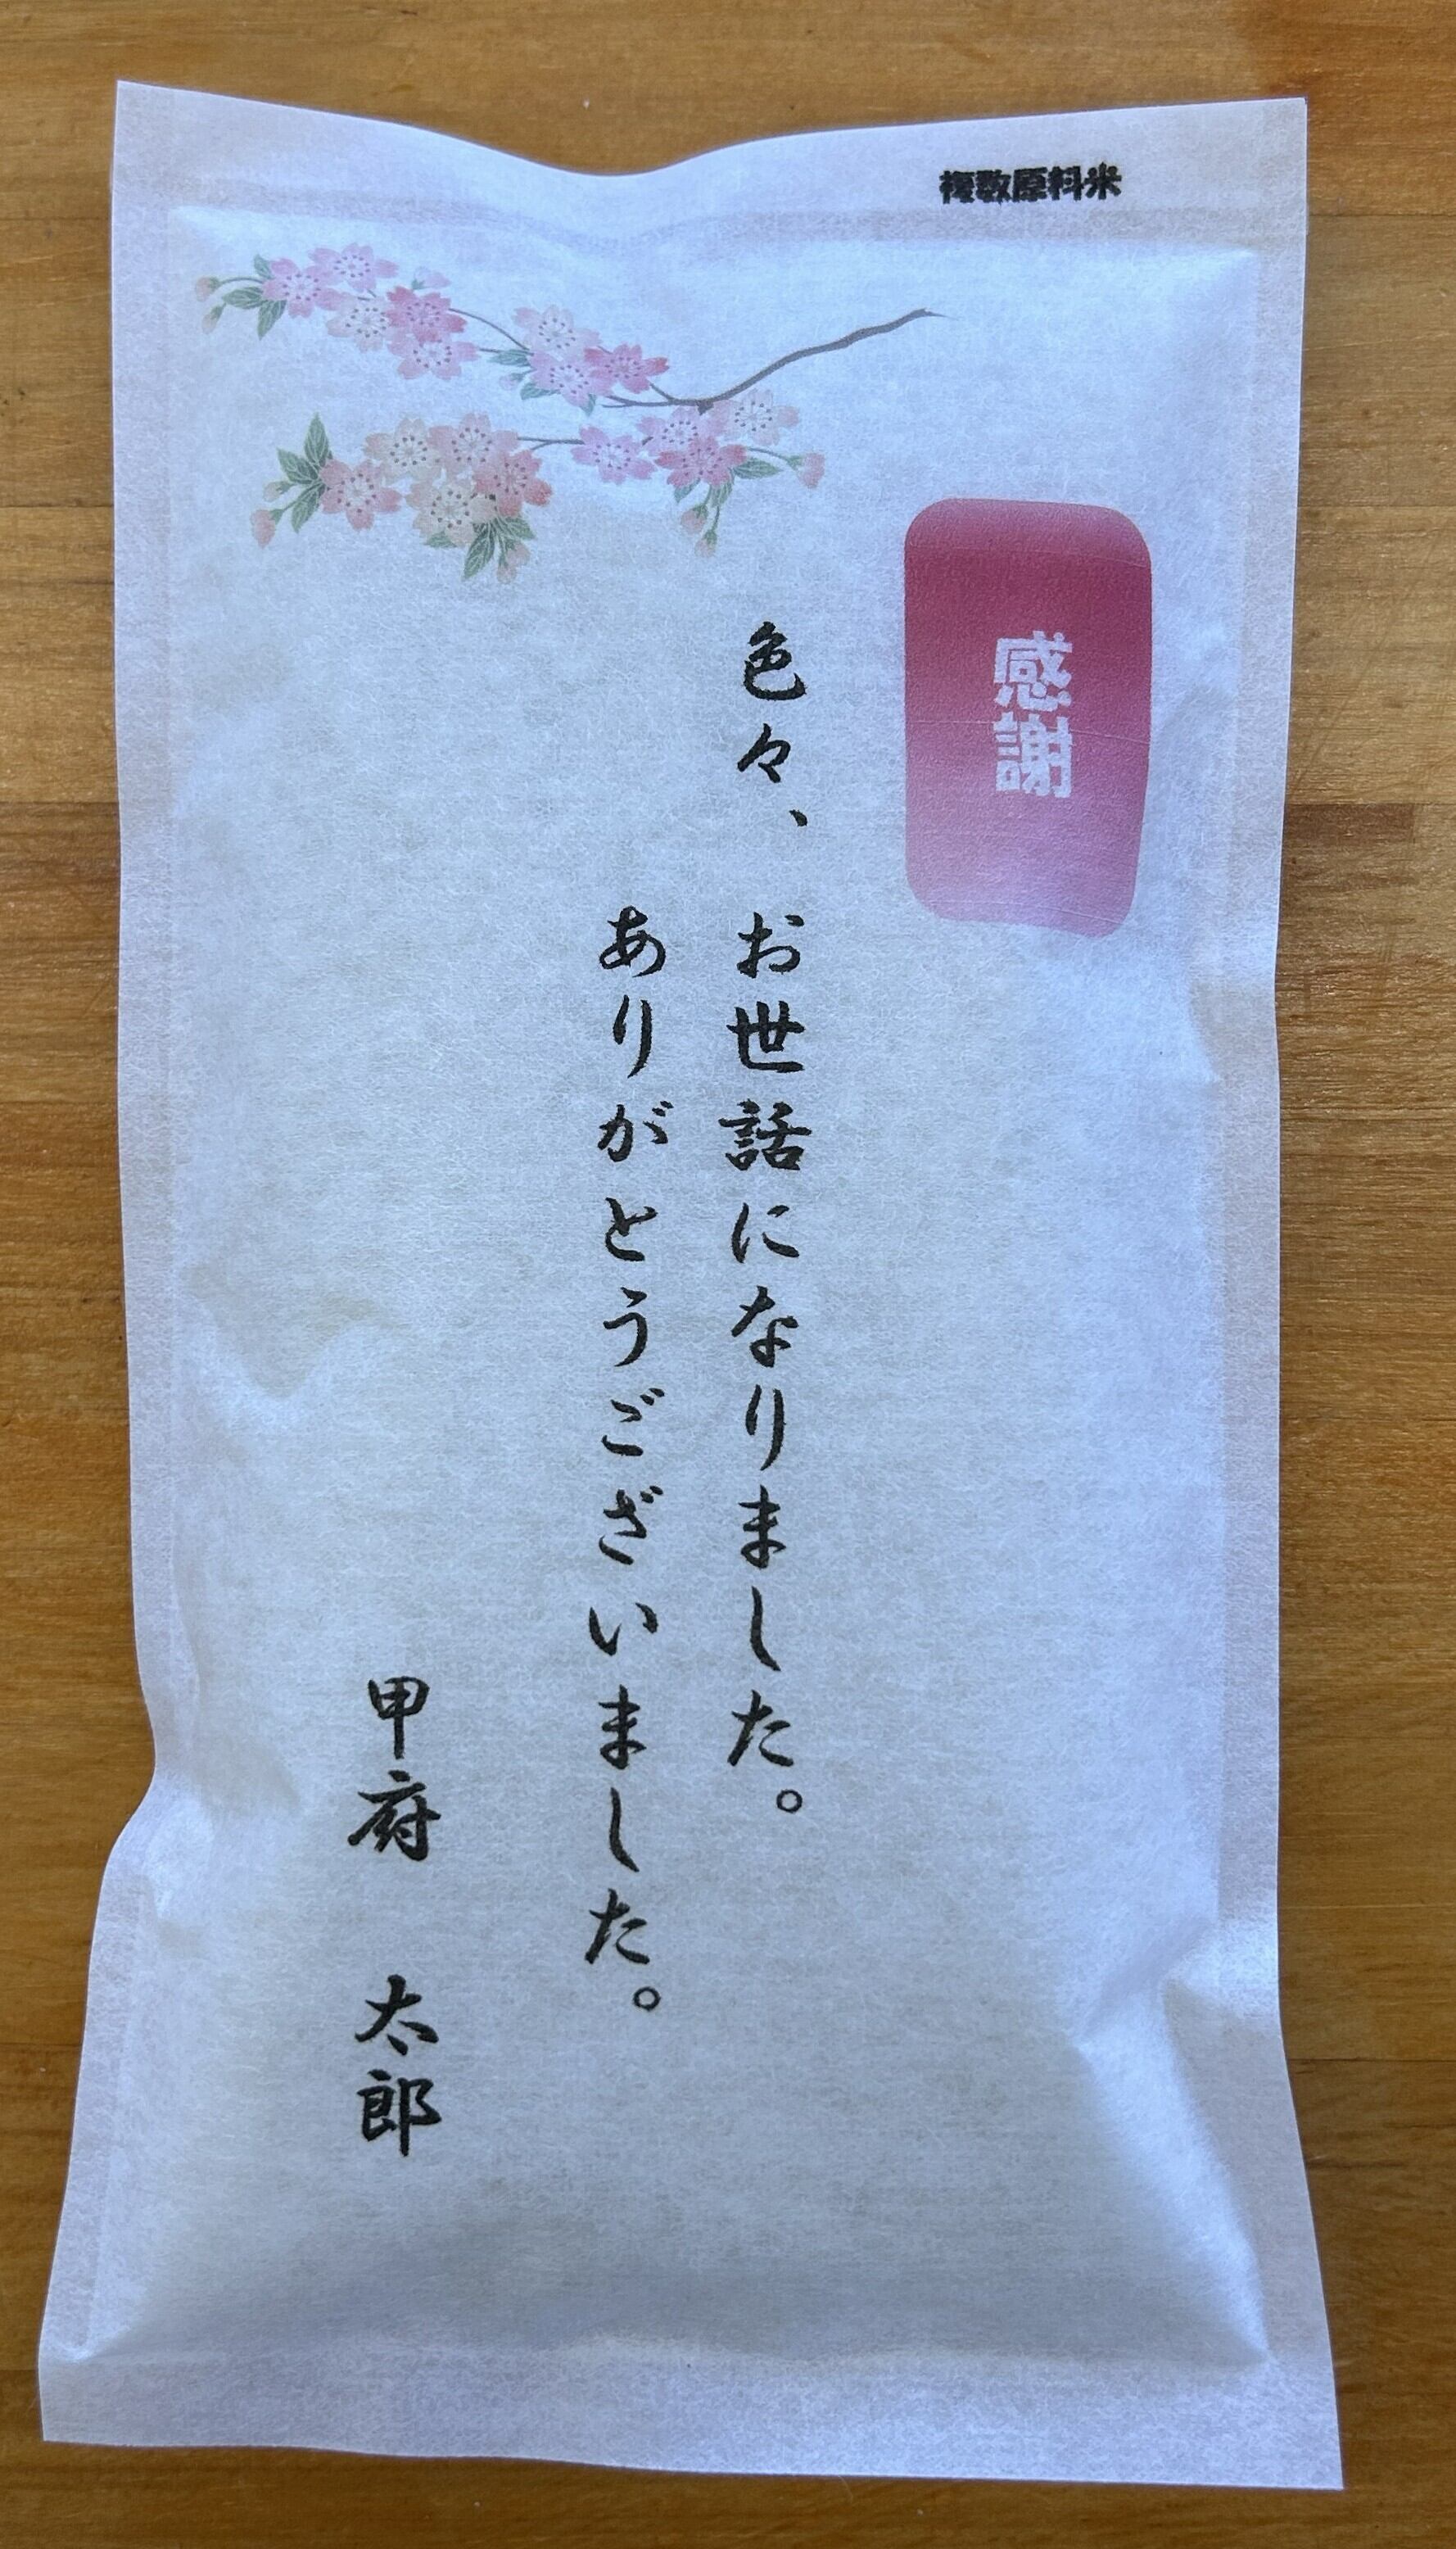 複数原料米
感謝
色々、お世話になりました。
ありがとうございました。
甲府　太郎